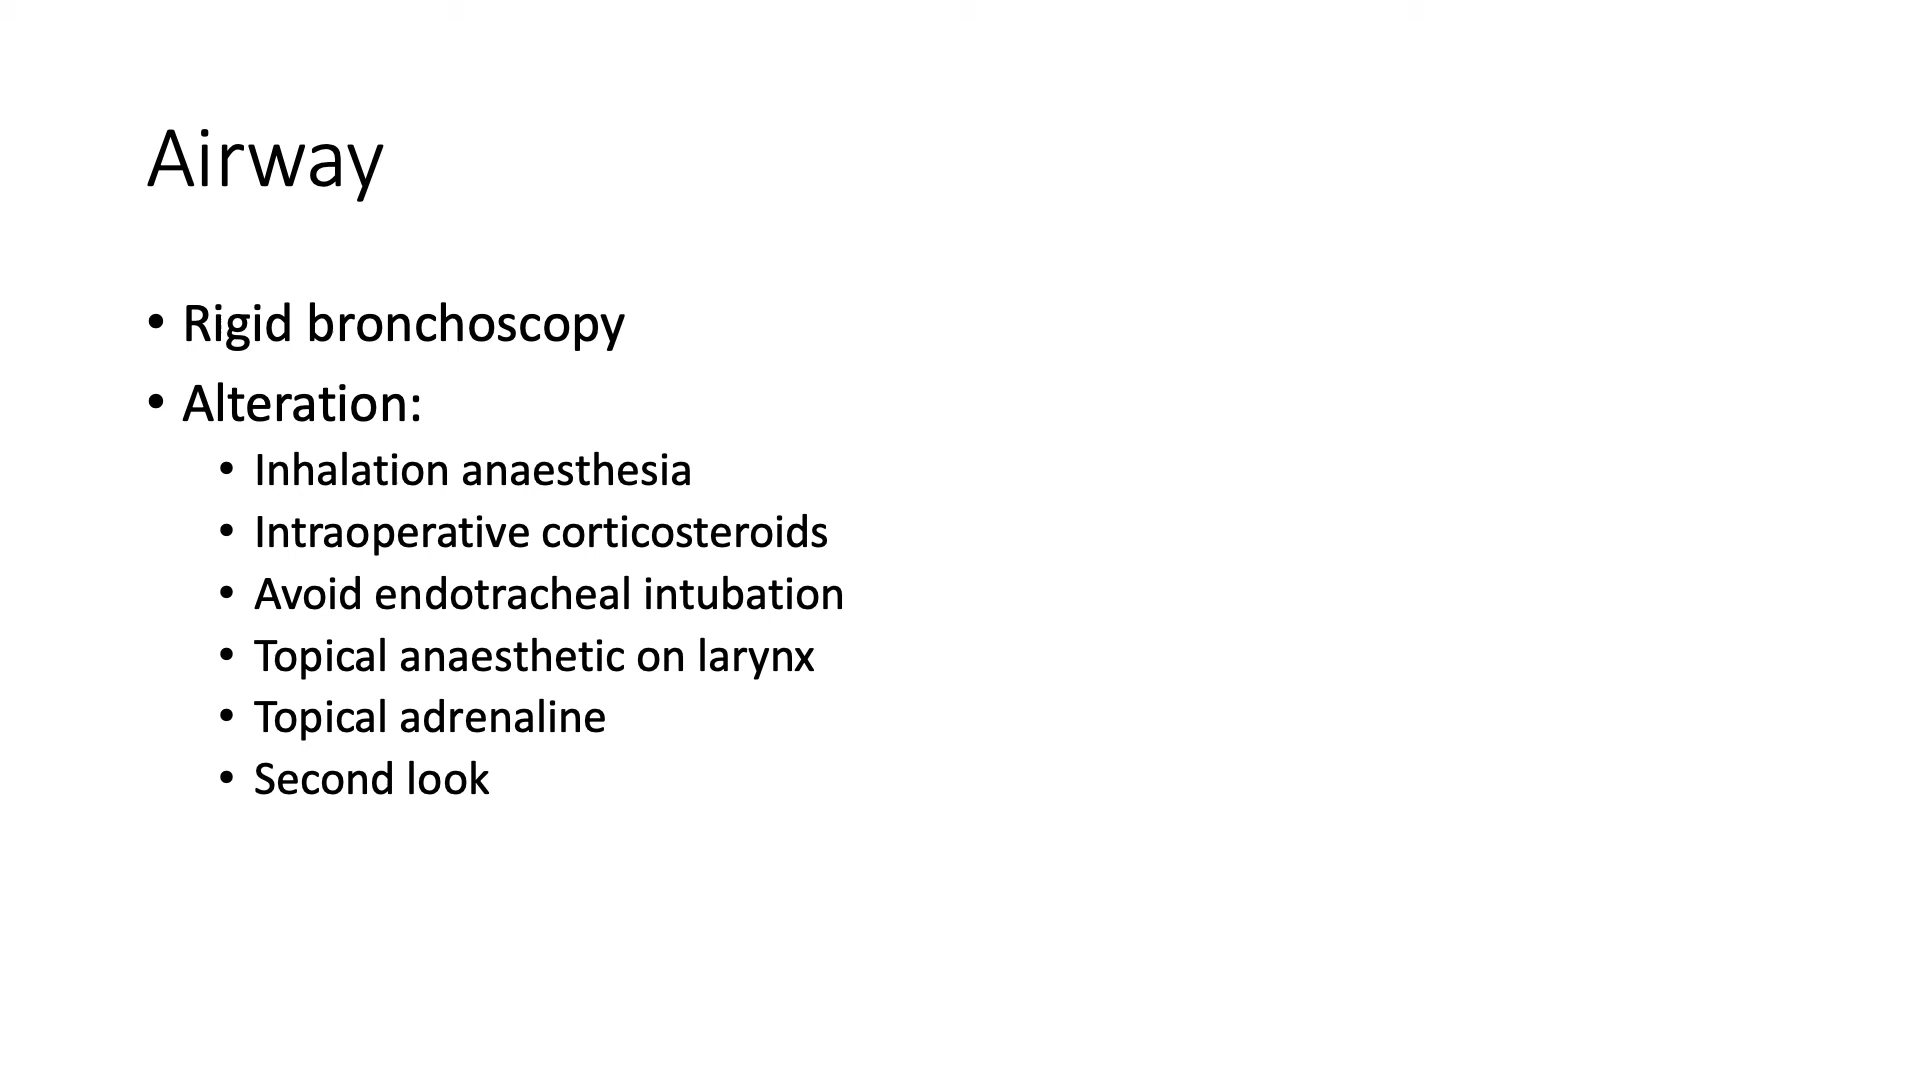 Airway
• Rigid bronchoscopy
• Alteration:
• Inhalation anaesthesia
• Intraoperative corticosteroids
• Avoid endotracheal intubation
• Topical anaesthetic on larynx
• Topical adrenaline
• Second look